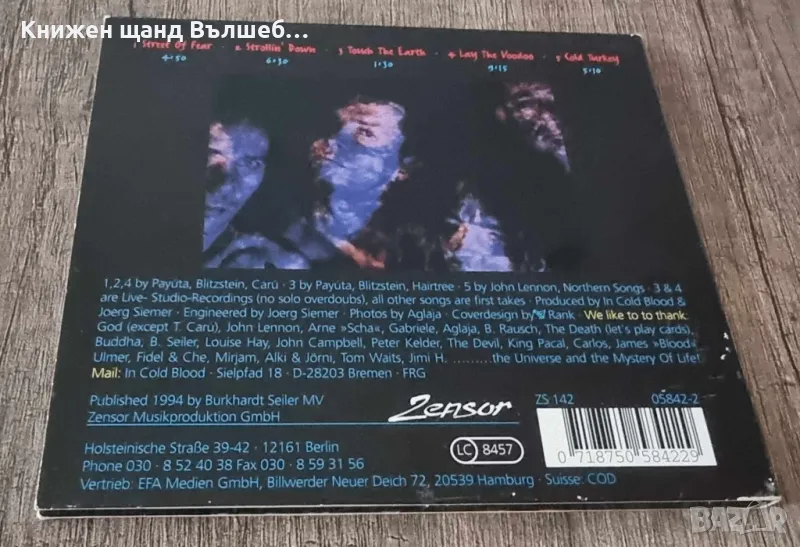 Книжен щанд Вълшеб...
1 Street Of Fear · 2 Strollin' Down · 3 Touch The Earth · 4 Lay The Voodoo · 5 Cold Turkey
4:50 6:30 1:30 9:15 5:10
1,2,4 by Payúta, Blitzstein, Carú · 3 by Payúta, Blitzstein, Hairtree · 5 by John Lennon, Northern Songs · 3 & 4
are Live- Studio-Recordings (no solo overdoubs), all other songs are first takes · Produced by In Cold Blood &
Joerg Siemer · Engineered by Joerg Siemer · Photos by Aglaja · Coverdesign by Rank · We like to to thank:
God (except T. Carú), John Lennon, Arne »Scha«, Gabriele, Aglaja, B. Rausch, The Death (let's play cards),
Buddha, B. Seiler, Louise Hay, John Campbell, Peter Kelder, The Devil, King Pacal, Carlos, James »Blood«
Ulmer, Fidel & Che, Mirjam, Alki & Jörni, Tom Waits, Jimi H. .........the Universe and the Mystery Of Life!
Mail: In Cold Blood · Sielpfad 18 · D-28203 Bremen · FRG
Published 1994 by Burkhardt Seiler MV
Zensor Musikproduktion GmbH
Zensor
ZS 142 05842-2
Holsteinische Straße 39-42 · 12161 Berlin
Phone 030 · 8 52 40 38 Fax 030 · 8 59 31 56
Vertrieb: EFA Medien GmbH, Billwerder Neuer Deich 72, 20539 Hamburg · Suisse: COD
LC 8457
0 718750 584229
BAZAR